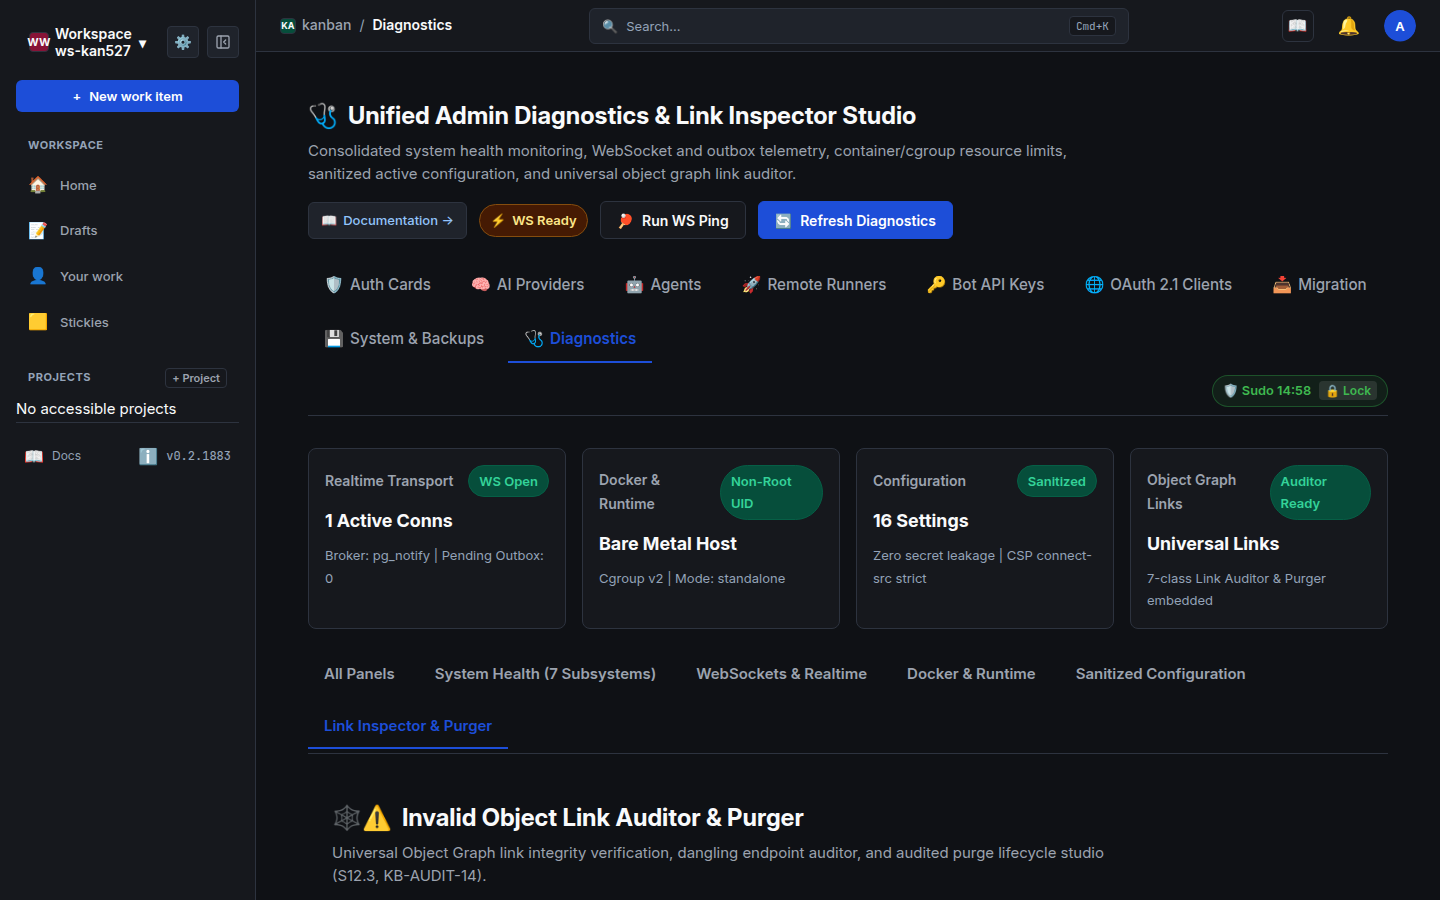 WW Workspace ws-kan527 ▼
+ New work item
WORKSPACE
Home
Drafts
Your work
Stickies
PROJECTS
+ Project
No accessible projects
Docs
v0.2.1883
KA kanban / Diagnostics
Search...
Cmd+K
A
Unified Admin Diagnostics & Link Inspector Studio
Consolidated system health monitoring, WebSocket and outbox telemetry, container/cgroup resource limits,
sanitized active configuration, and universal object graph link auditor.
Documentation →
WS Ready
Run WS Ping
Refresh Diagnostics
Auth Cards
AI Providers
Agents
Remote Runners
Bot API Keys
OAuth 2.1 Clients
Migration
System & Backups
Diagnostics
Sudo 14:58
Lock
Realtime Transport
WS Open
1 Active Conns
Broker: pg_notify | Pending Outbox:
0
Docker &
Runtime
Non-Root
UID
Bare Metal Host
Cgroup v2 | Mode: standalone
Configuration
Sanitized
16 Settings
Zero secret leakage | CSP connect-
src strict
Object Graph
Links
Auditor
Ready
Universal Links
7-class Link Auditor & Purger
embedded
All Panels
System Health (7 Subsystems)
WebSockets & Realtime
Docker & Runtime
Sanitized Configuration
Link Inspector & Purger
Invalid Object Link Auditor & Purger
Universal Object Graph link integrity verification, dangling endpoint auditor, and audited purge lifecycle studio
(S12.3, KB-AUDIT-14).